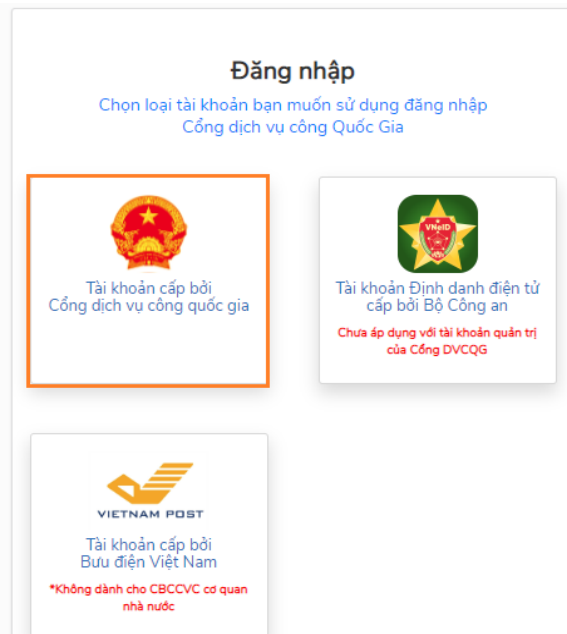 Đăng nhập
Chọn loại tài khoản bạn muốn sử dụng đăng nhập
Cổng dịch vụ công Quốc Gia
Tài khoản cấp bởi
Cổng dịch vụ công quốc gia
VNeID
Tài khoản Định danh điện tử
cấp bởi Bộ Công an
Chưa áp dụng với tài khoản quản trị
của Cổng DVCQG
VIETNAM POST
Tài khoản cấp bởi
Bưu điện Việt Nam
*Không dành cho CBCCVC cơ quan
nhà nước